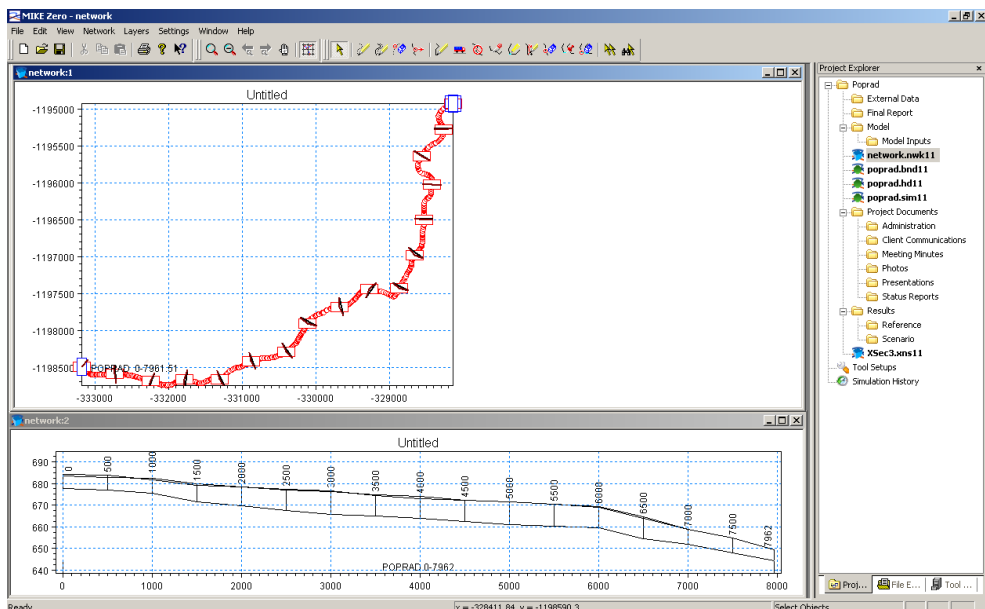 MIKE Zero - network
File Edit View Network Layers Settings Window Help
network:1
Untitled
-1195000
-1195500
-1196000
-1196500
-1197000
-1197500
-1198000
-1198500
POPRAD 0-7961.51
-333000 -332000 -331000 -330000 -329000
network:2
Untitled
690
680
670
660
650
640
0 500 1000 1500 2000 2500 3000 3500 4000 4500 5000 5500 6000 6500 7000 7500 7962
POPRAD 0-7962
0 1000 2000 3000 4000 5000 6000 7000 8000
Project Explorer
Poprad
External Data
Final Report
Model
Model Inputs
network.nwk11
poprad.bnd11
poprad.hd11
poprad.sim11
Project Documents
Administration
Client Communications
Meeting Minutes
Photos
Presentations
Status Reports
Results
Reference
Scenario
XSec3.xns11
Tool Setups
Simulation History
Proj... File E... Tool ...
Ready x = -328411.84, y = -1198590.3 Select Objects